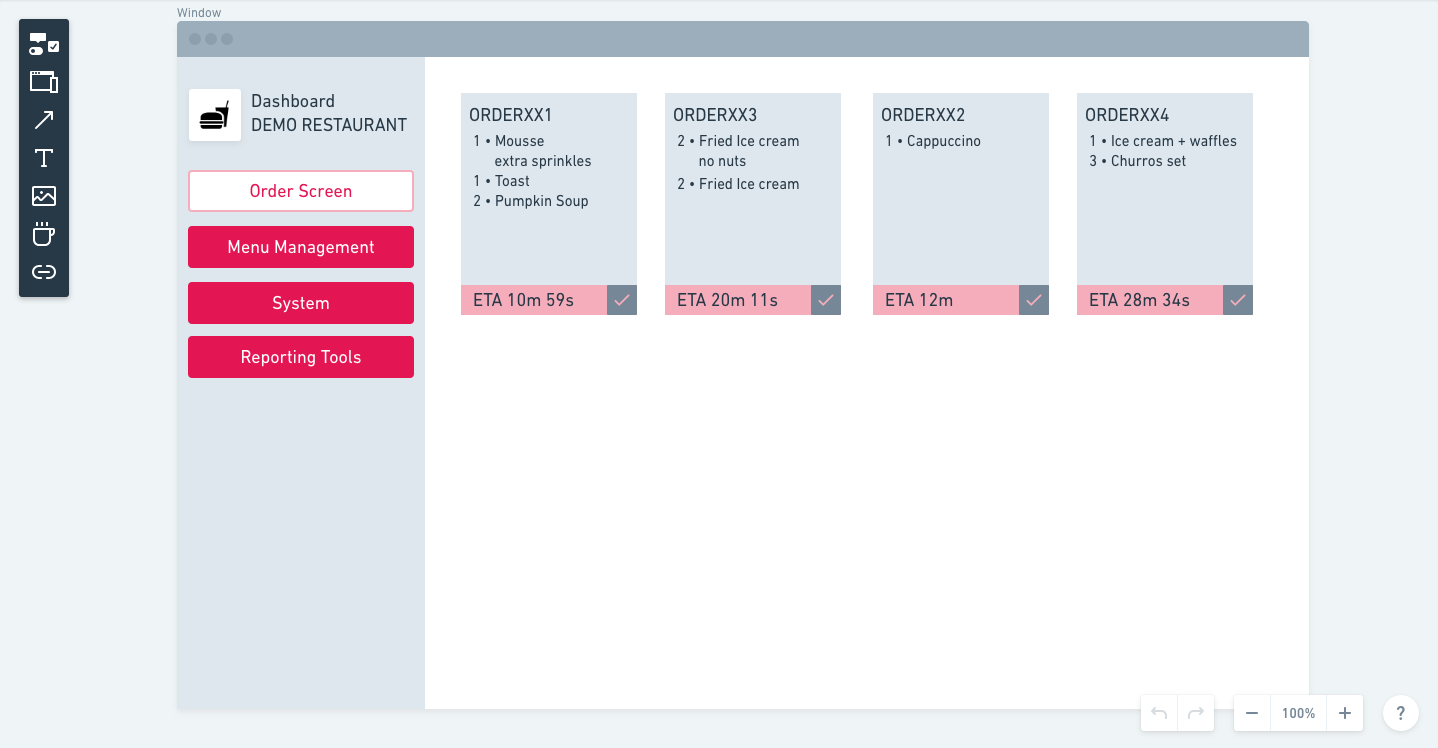 Window
Dashboard
DEMO RESTAURANT
Order Screen
Menu Management
System
Reporting Tools
ORDERXX1
1 • Mousse
extra sprinkles
1 • Toast
2 • Pumpkin Soup
ETA 10m 59s
ORDERXX3
2 • Fried Ice cream
no nuts
2 • Fried Ice cream
ETA 20m 11s
ORDERXX2
1 • Cappuccino
ETA 12m
ORDERXX4
1 • Ice cream + waffles
3 • Churros set
ETA 28m 34s
100%
?